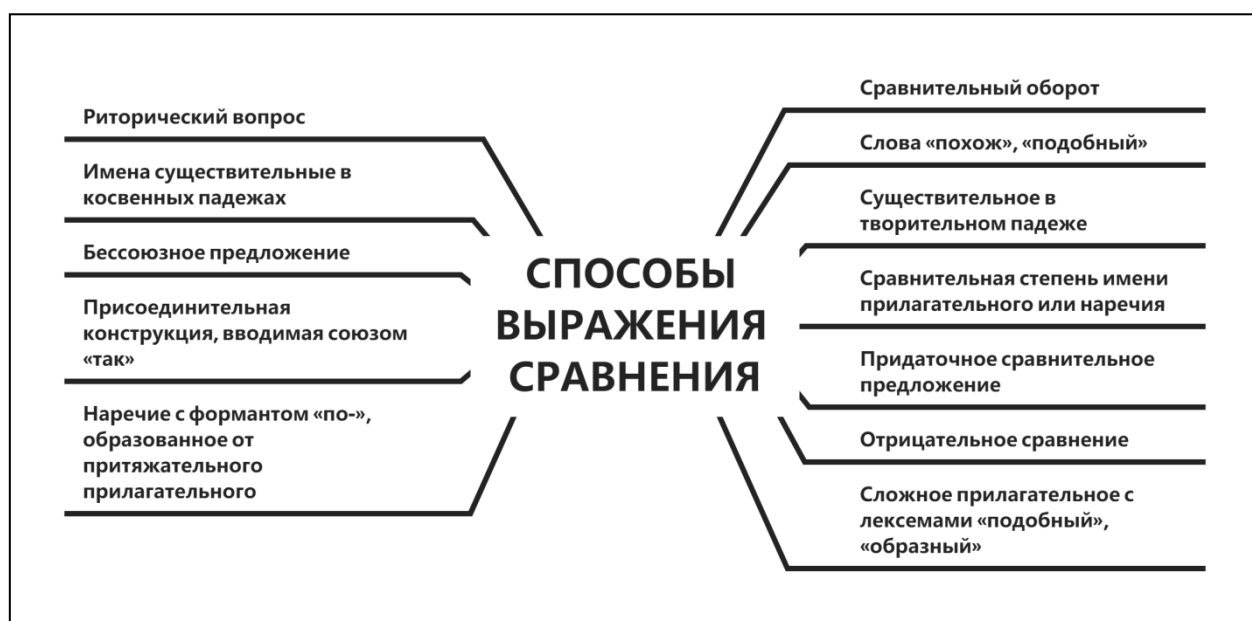 Риторический вопрос
Имена существительные в
косвенных падежах
Бессоюзное предложение
Присоединительная
конструкция, вводимая союзом
«так»
Наречие с формантом «по-»,
образованное от
притяжательного
прилагательного
СПОСОБЫ
ВЫРАЖЕНИЯ
СРАВНЕНИЯ
Сравнительный оборот
Слова «похож», «подобный»
Существительное в
творительном падеже
Сравнительная степень имени
прилагательного или наречия
Придаточное сравнительное
предложение
Отрицательное сравнение
Сложное прилагательное с
лексемами «подобный»,
«образный»